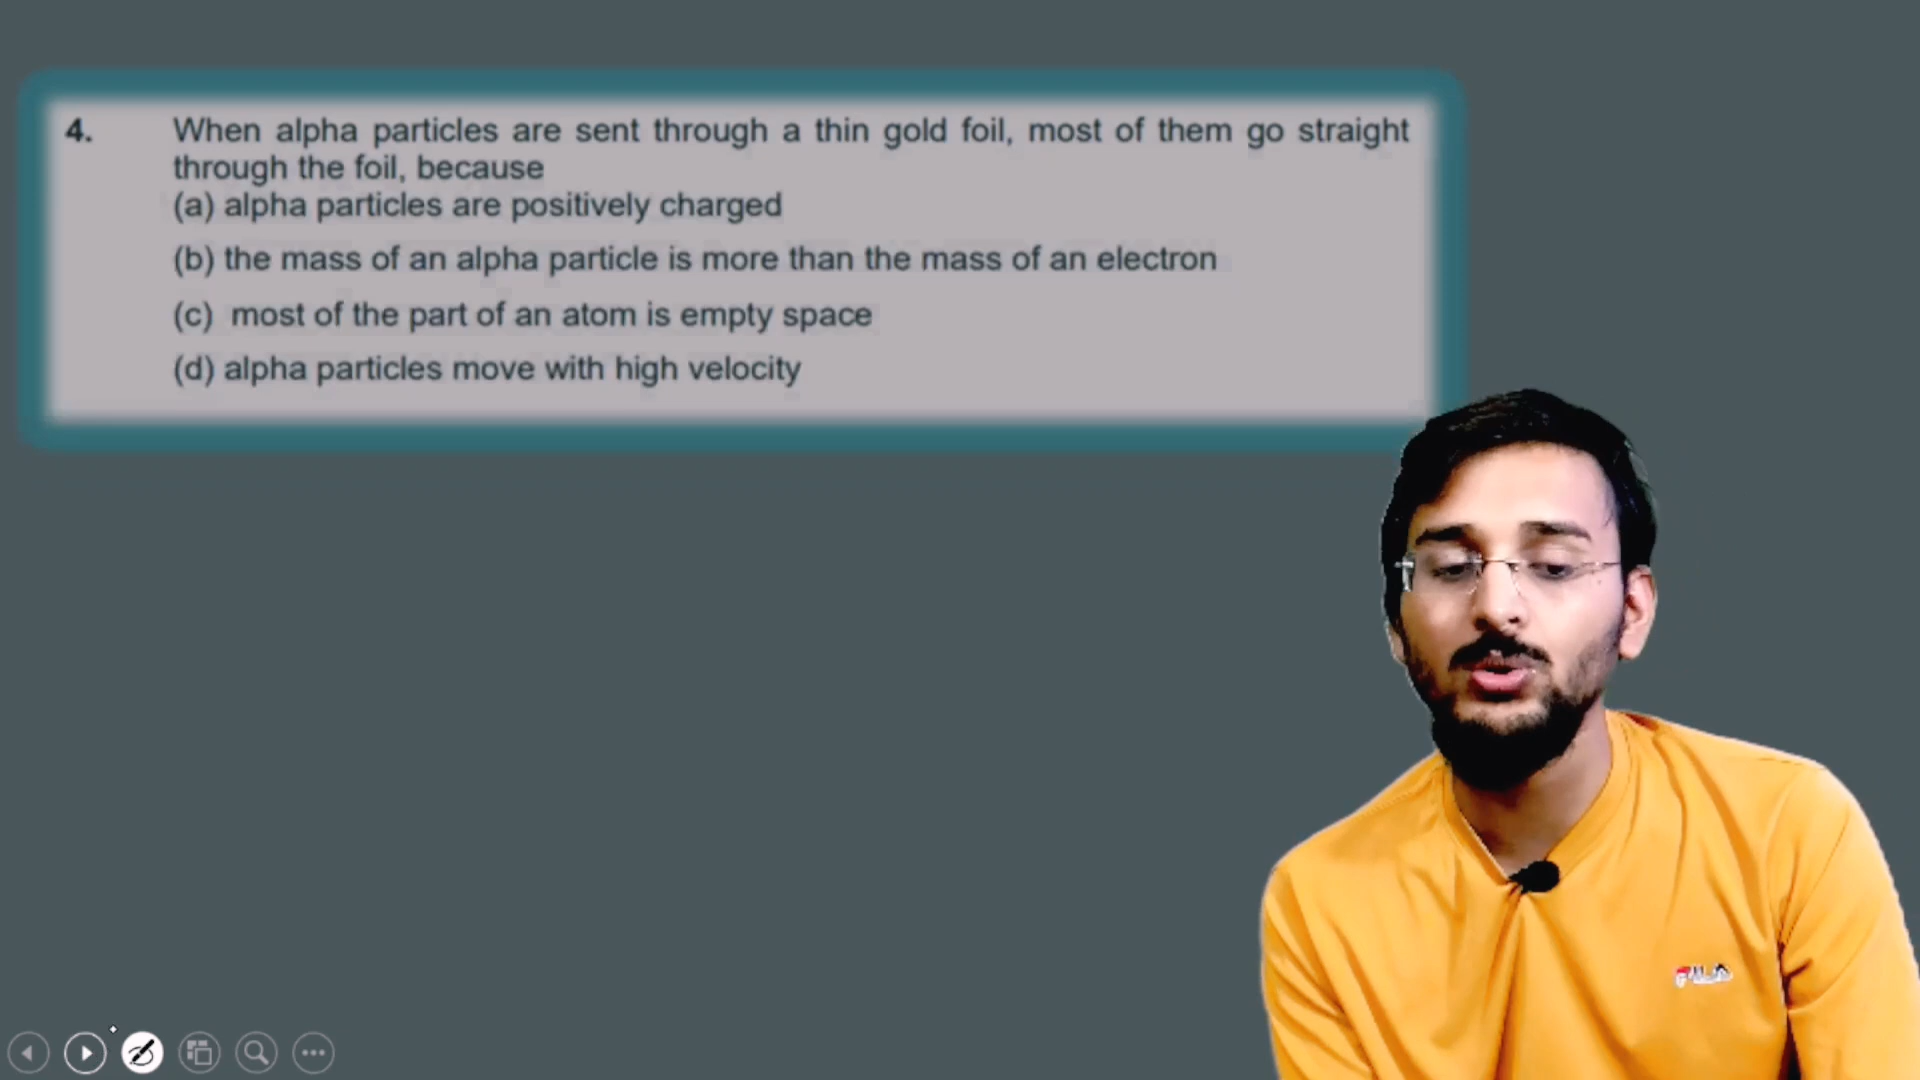 4. When alpha particles are sent through a thin gold foil, most of them go straight
through the foil, because
(a) alpha particles are positively charged
(b) the mass of an alpha particle is more than the mass of an electron
(c) most of the part of an atom is empty space
(d) alpha particles move with high velocity
FILA